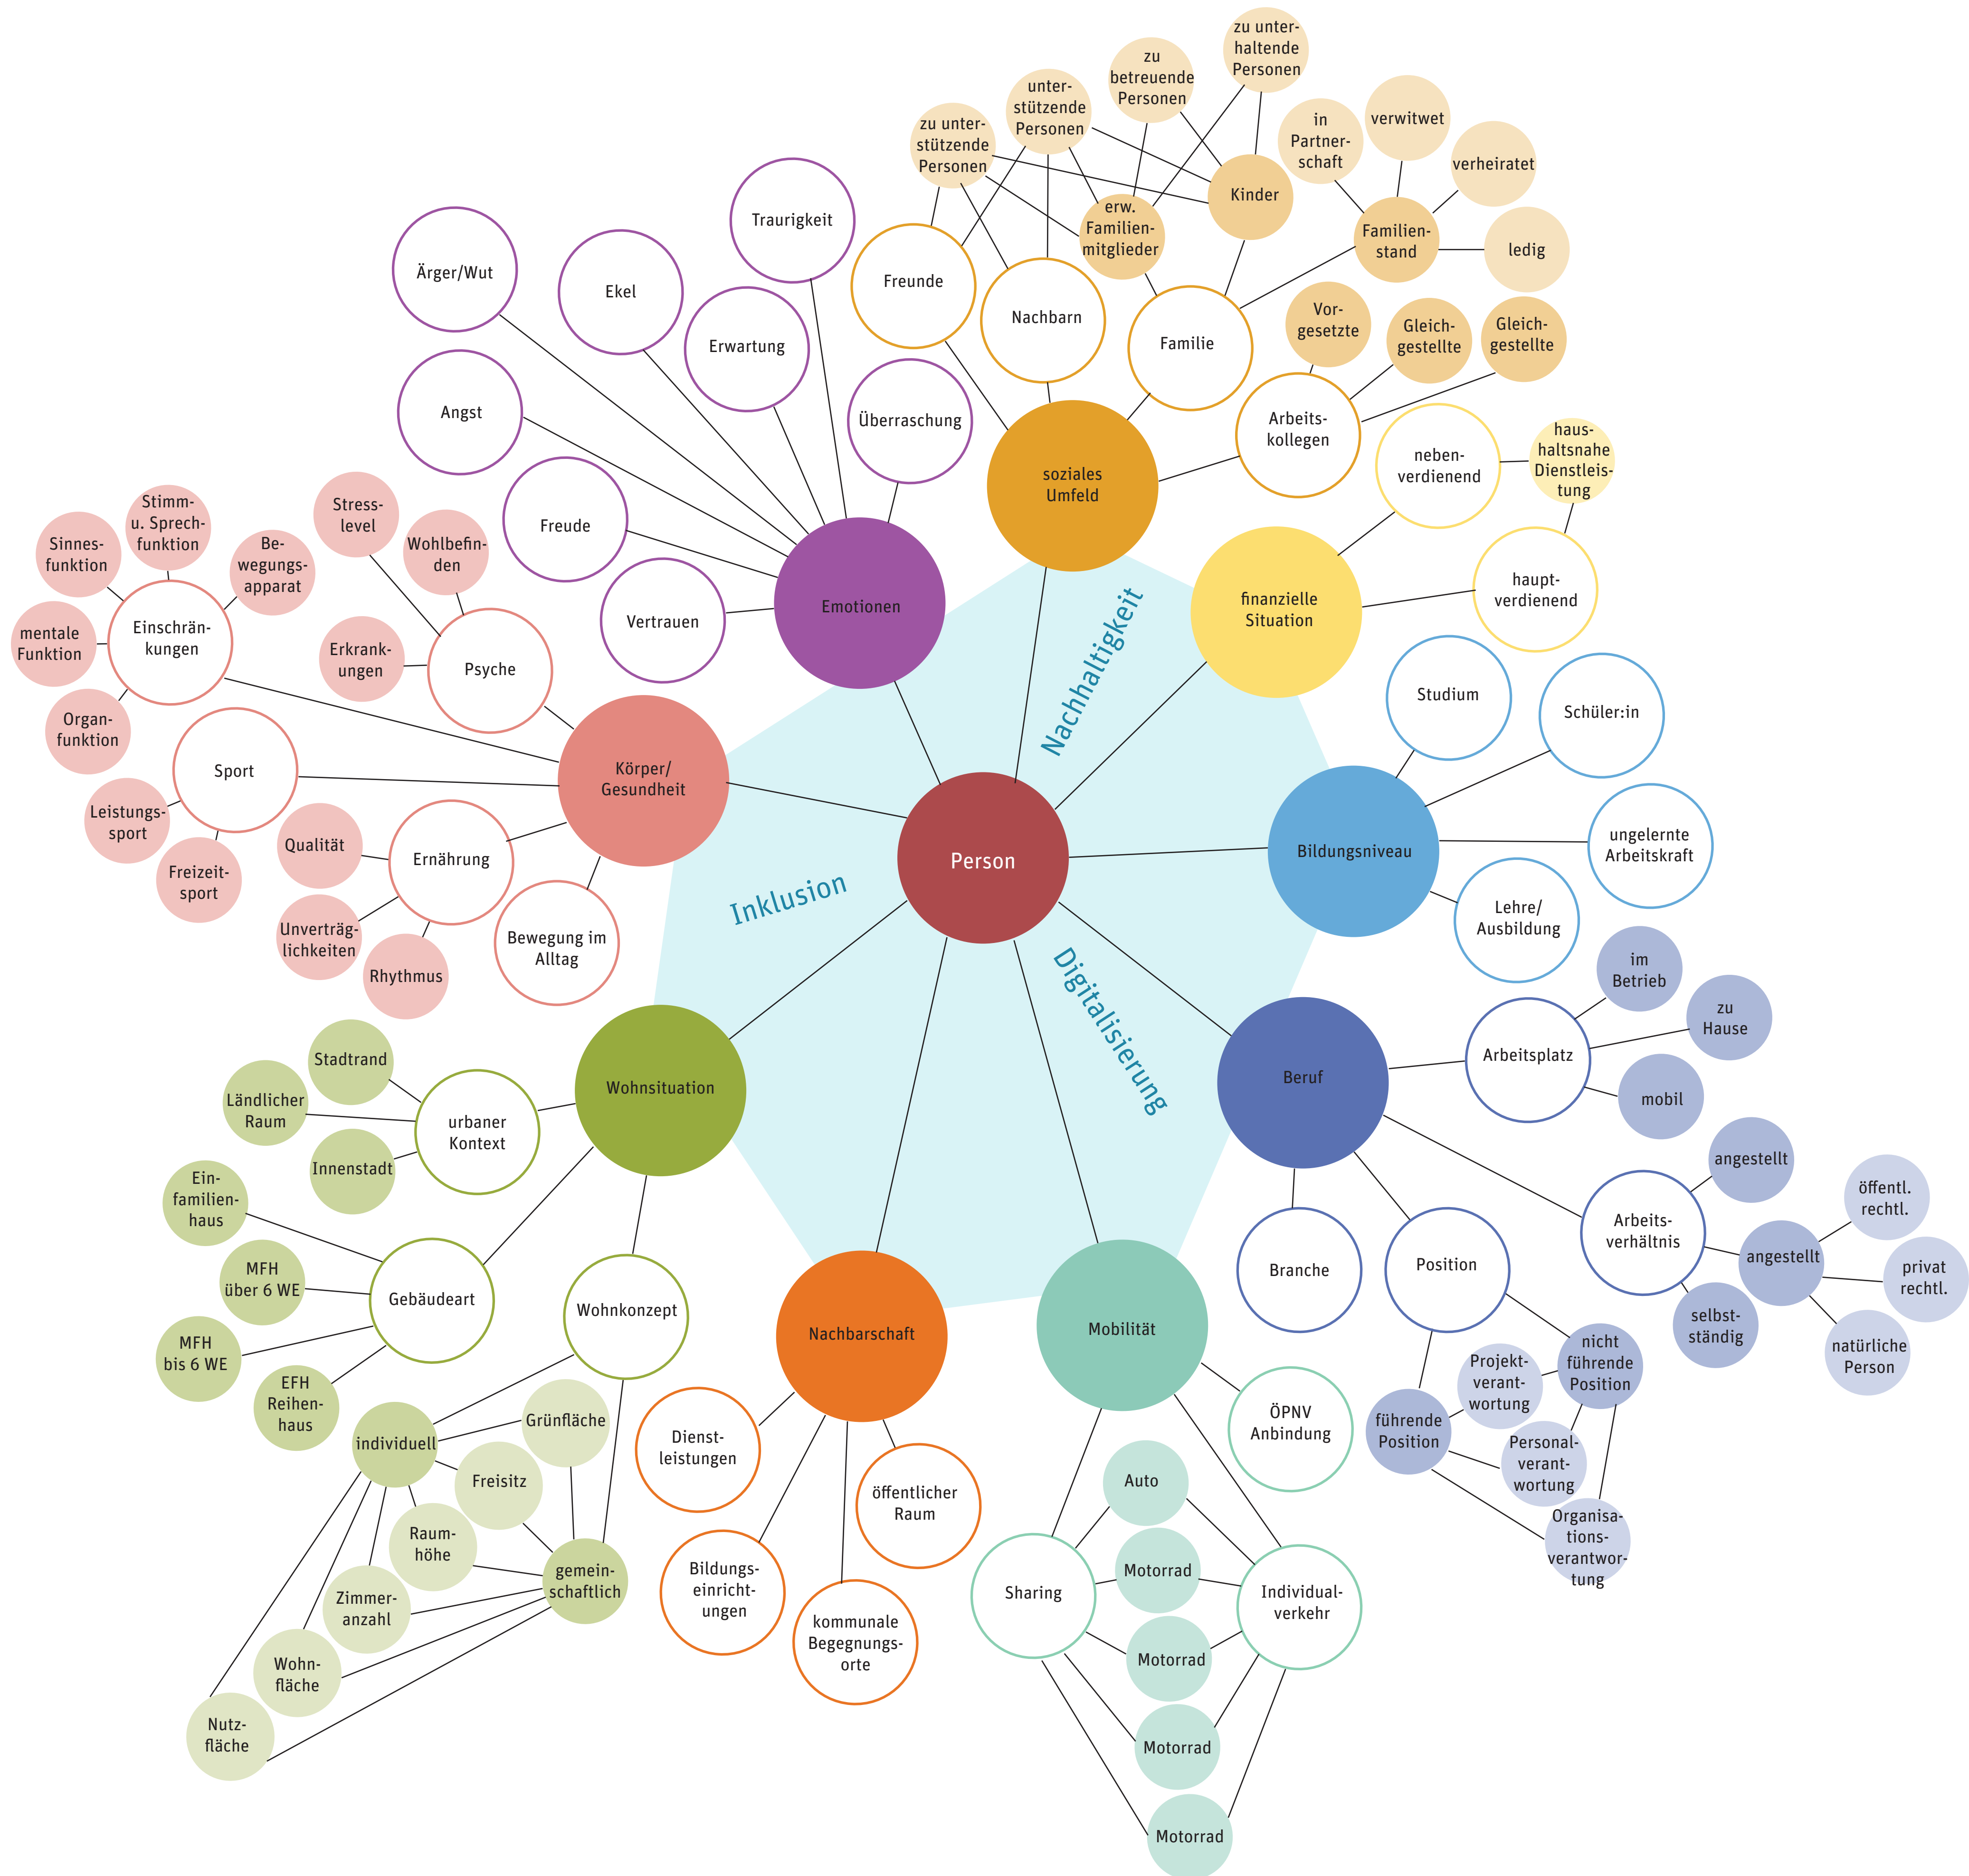 zu unter-
haltende
Personen
zu
betreuende
Personen
unter-
stützende
Personen
zu unter-
stützende
Personen
in
Partner-
schaft
verwitwet
verheiratet
ledig
Familien-
stand
Kinder
erw.
Familien-
mitglieder
Freunde
Nachbarn
Familie
Vor-
gesetzte
Gleich-
gestellte
Gleich-
gestellte
Arbeits-
kollegen
soziales
Umfeld
Traurigkeit
Ärger/Wut
Ekel
Erwartung
Überraschung
Angst
Freude
Vertrauen
Emotionen
neben-
verdienend
haus-
haltsnahe
Dienstleis-
tung
haupt-
verdienend
finanzielle
Situation
Studium
Schüler:in
ungelernte
Arbeitskraft
Lehre/
Ausbildung
Bildungsniveau
Stimm-
u. Sprech-
funktion
Sinnes-
funktion
Be-
wegungs-
apparat
mentale
Funktion
Organ-
funktion
Einschrän-
kungen
Stress-
level
Wohlbefin-
den
Erkrank-
ungen
Psyche
Sport
Leistungs-
sport
Freizeit-
sport
Qualität
Unverträg-
lichkeiten
Rhythmus
Ernährung
Bewegung im
Alltag
Körper/
Gesundheit
Nachhaltigkeit
Inklusion
Digitalisierung
Person
Stadtrand
Ländlicher
Raum
Innenstadt
urbaner
Kontext
Wohnsituation
Ein-
familien-
haus
MFH
über 6 WE
MFH
bis 6 WE
EFH
Reihen-
haus
Gebäudeart
Wohnkonzept
individuell
Grünfläche
Freisitz
Raum-
höhe
Zimmer-
anzahl
Wohn-
fläche
Nutz-
fläche
gemein-
schaftlich
Nachbarschaft
Dienst-
leistungen
Bildungs-
einricht-
ungen
kommunale
Begegnungs-
orte
öffentlicher
Raum
Mobilität
ÖPNV
Anbindung
Sharing
Individual-
verkehr
Auto
Motorrad
Motorrad
Motorrad
Motorrad
Beruf
Arbeitsplatz
im
Betrieb
zu
Hause
mobil
Arbeits-
verhältnis
angestellt
angestellt
selbst-
ständig
öffentl.
rechtl.
privat
rechtl.
natürliche
Person
Branche
Position
nicht
führende
Position
führende
Position
Projekt-
verant-
wortung
Personal-
verant-
wortung
Organisa-
tions-
verantwor-
tung